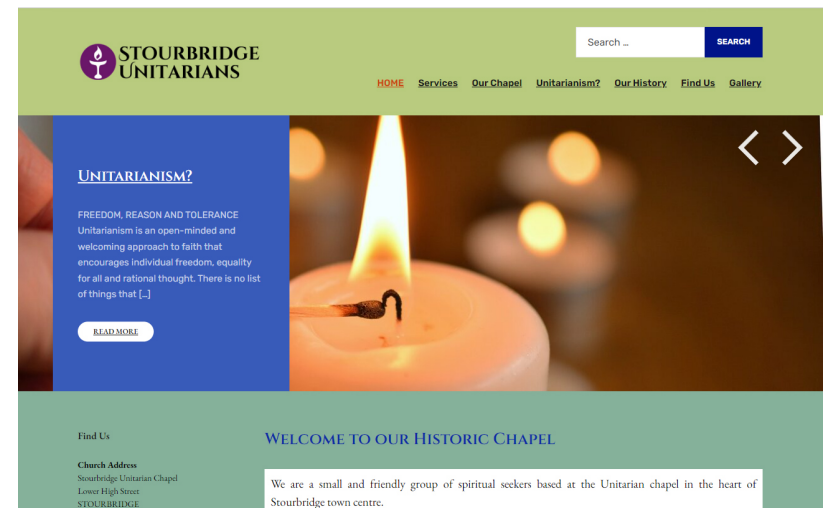 STOURBRIDGE
UNITARIANS
Search ...
SEARCH
HOME Services Our Chapel Unitarianism? Our History Find Us Gallery
UNITARIANISM?
FREEDOM, REASON AND TOLERANCE
Unitarianism is an open-minded and
welcoming approach to faith that
encourages individual freedom, equality
for all and rational thought. There is no list
of things that […]
READ MORE
Find Us
Church Address
Stourbridge Unitarian Chapel
Lower High Street
STOURBRIDGE
WELCOME TO OUR HISTORIC CHAPEL
We are a small and friendly group of spiritual seekers based at the Unitarian chapel in the heart of
Stourbridge town centre.